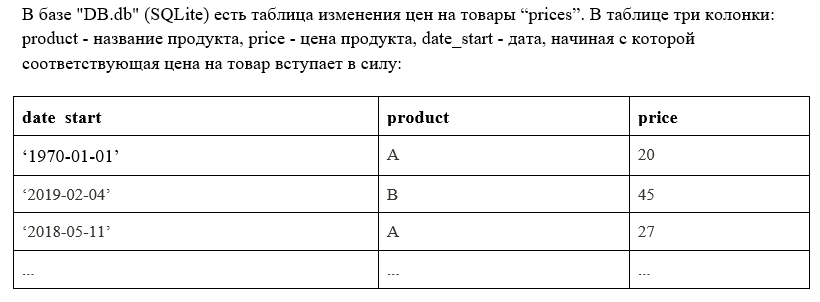 В базе "DB.db" (SQLite) есть таблица изменения цен на товары “prices”. В таблице три колонки:
product - название продукта, price - цена продукта, date_start - дата, начиная с которой
соответствующая цена на товар вступает в силу:
date start product price
‘1970-01-01’ A 20
‘2019-02-04’ B 45
‘2018-05-11’ A 27
... ... ...